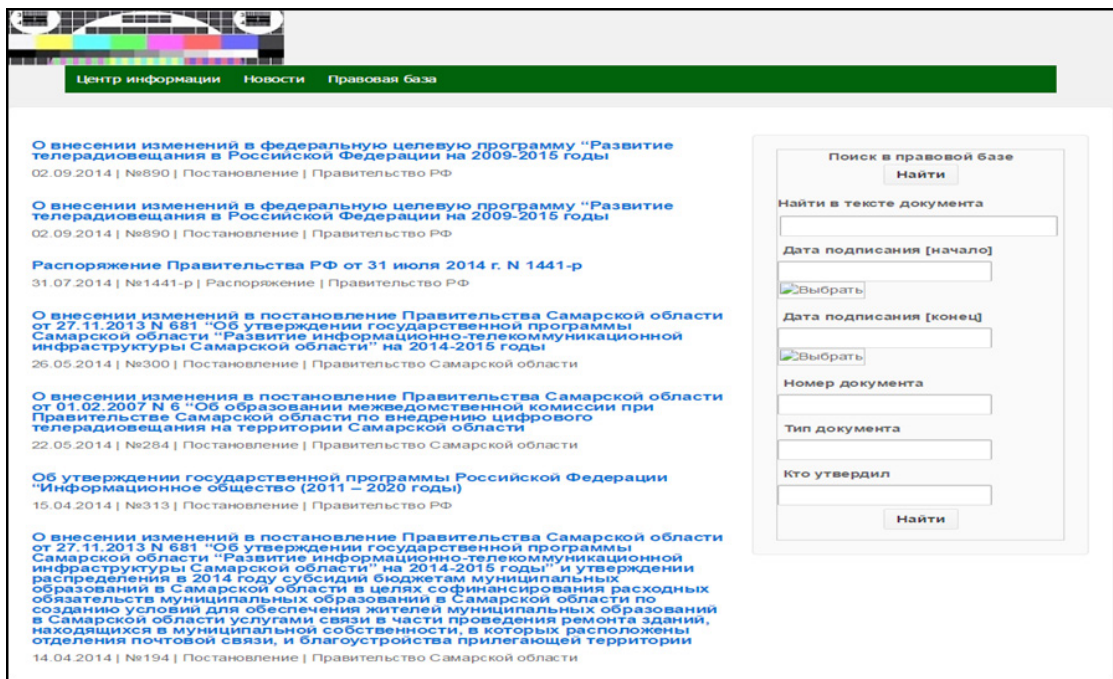 Центр информации Новости Правовая база
О внесении изменений в федеральную целевую программу “Развитие
телерадиовещания в Российской Федерации на 2009-2015 годы
02.09.2014 | №890 | Постановление | Правительство РФ
О внесении изменений в федеральную целевую программу “Развитие
телерадиовещания в Российской Федерации на 2009-2015 годы
02.09.2014 | №890 | Постановление | Правительство РФ
Распоряжение Правительства РФ от 31 июля 2014 г. N 1441-р
31.07.2014 | №1441-р | Распоряжение | Правительство РФ
О внесении изменений в постановление Правительства Самарской области
от 27.11.2013 N 681 “Об утверждении государственной программы
Самарской области “Развитие информационно-телекоммуникационной
инфраструктуры Самарской области” на 2014-2015 годы
26.05.2014 | №300 | Постановление | Правительство Самарской области
О внесении изменения в постановление Правительства Самарской области
от 01.02.2007 N 6 “Об образовании межведомственной комиссии при
Правительстве Самарской области по внедрению цифрового
телерадиовещания на территории Самарской области
22.05.2014 | №284 | Постановление | Правительство Самарской области
Об утверждении государственной программы Российской Федерации
“Информационное общество (2011 – 2020 годы)
15.04.2014 | №313 | Постановление | Правительство РФ
О внесении изменений в постановление Правительства Самарской области
от 27.11.2013 N 681 “Об утверждении государственной программы
Самарской области “Развитие информационно-телекоммуникационной
инфраструктуры Самарской области” на 2014-2015 годы” и утверждении
распределения в 2014 году субсидий бюджетам муниципальных
образований в Самарской области в целях софинансирования расходных
обязательств муниципальных образований в Самарской области по
созданию условий для обеспечения жителей муниципальных образований
в Самарской области услугами связи в части проведения ремонта зданий,
находящихся в муниципальной собственности, в которых расположены
отделения почтовой связи, и благоустройства прилегающей территории
14.04.2014 | №194 | Постановление | Правительство Самарской области
Поиск в правовой базе
Найти
Найти в тексте документа
Дата подписания [начало]
Выбрать
Дата подписания [конец]
Выбрать
Номер документа
Тип документа
Кто утвердил
Найти